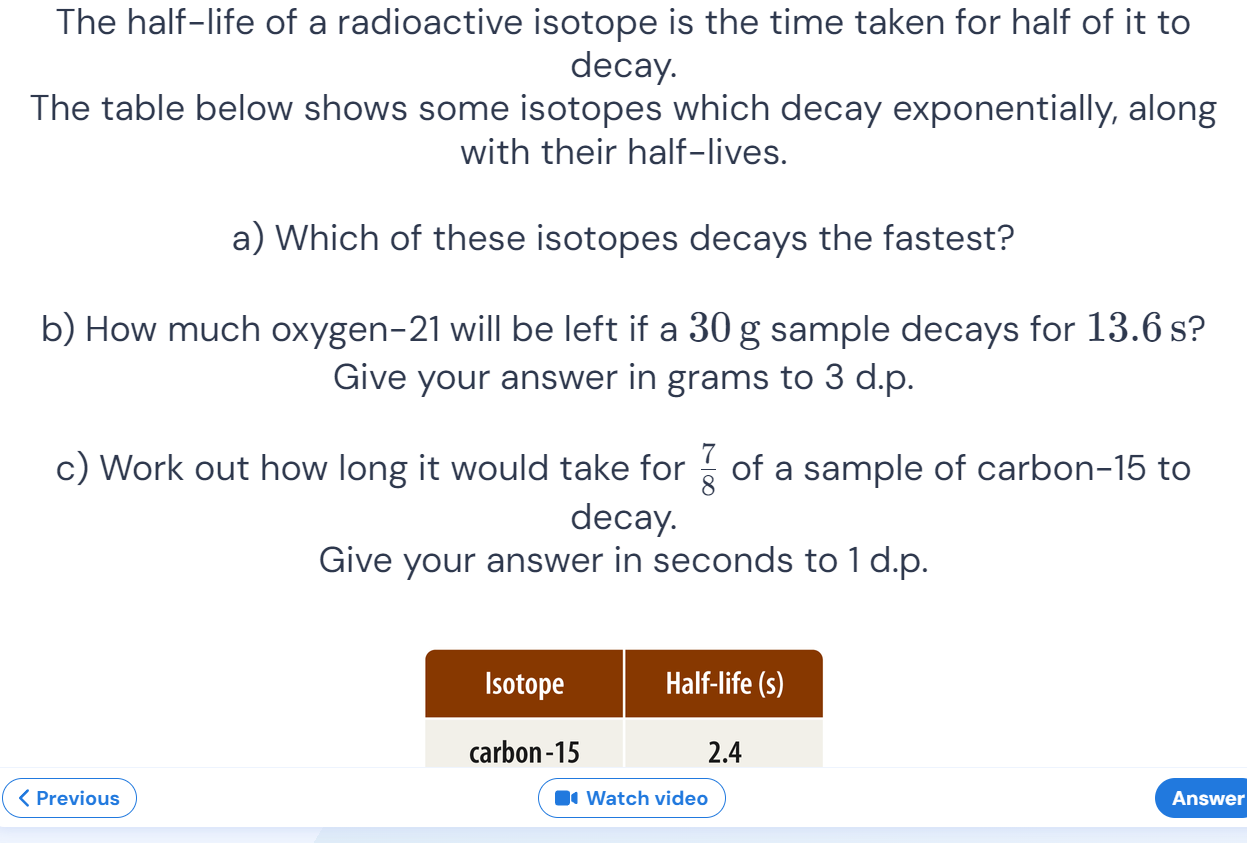 The half-life of a radioactive isotope is the time taken for half of it to
decay.
The table below shows some isotopes which decay exponentially, along
with their half-lives.
a) Which of these isotopes decays the fastest?
b) How much oxygen-21 will be left if a 30 g sample decays for 13.6 s?
Give your answer in grams to 3 d.p.
c) Work out how long it would take for 7/8 of a sample of carbon-15 to
decay.
Give your answer in seconds to 1 d.p.
Isotope Half-life (s)
carbon-15 2.4
Previous Watch video Answer